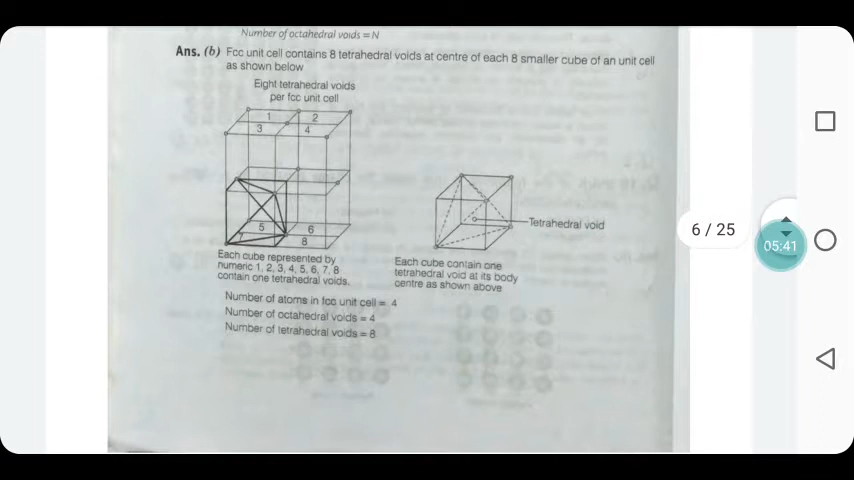 Number of octahedral voids = N
Ans. (b) Fcc unit cell contains 8 tetrahedral voids at centre of each 8 smaller cube of an unit cell
as shown below
Eight tetrahedral voids
per fcc unit cell
1 2
3 4
5 6
7 8
Tetrahedral void
Each cube represented by
numeric 1, 2, 3, 4, 5, 6, 7, 8
contain one tetrahedral voids.
Each cube contain one
tetrahedral void at its body
centre as shown above
Number of atoms in fcc unit cell = 4
Number of octahedral voids = 4
Number of tetrahedral voids = 8
6 / 25
05:41